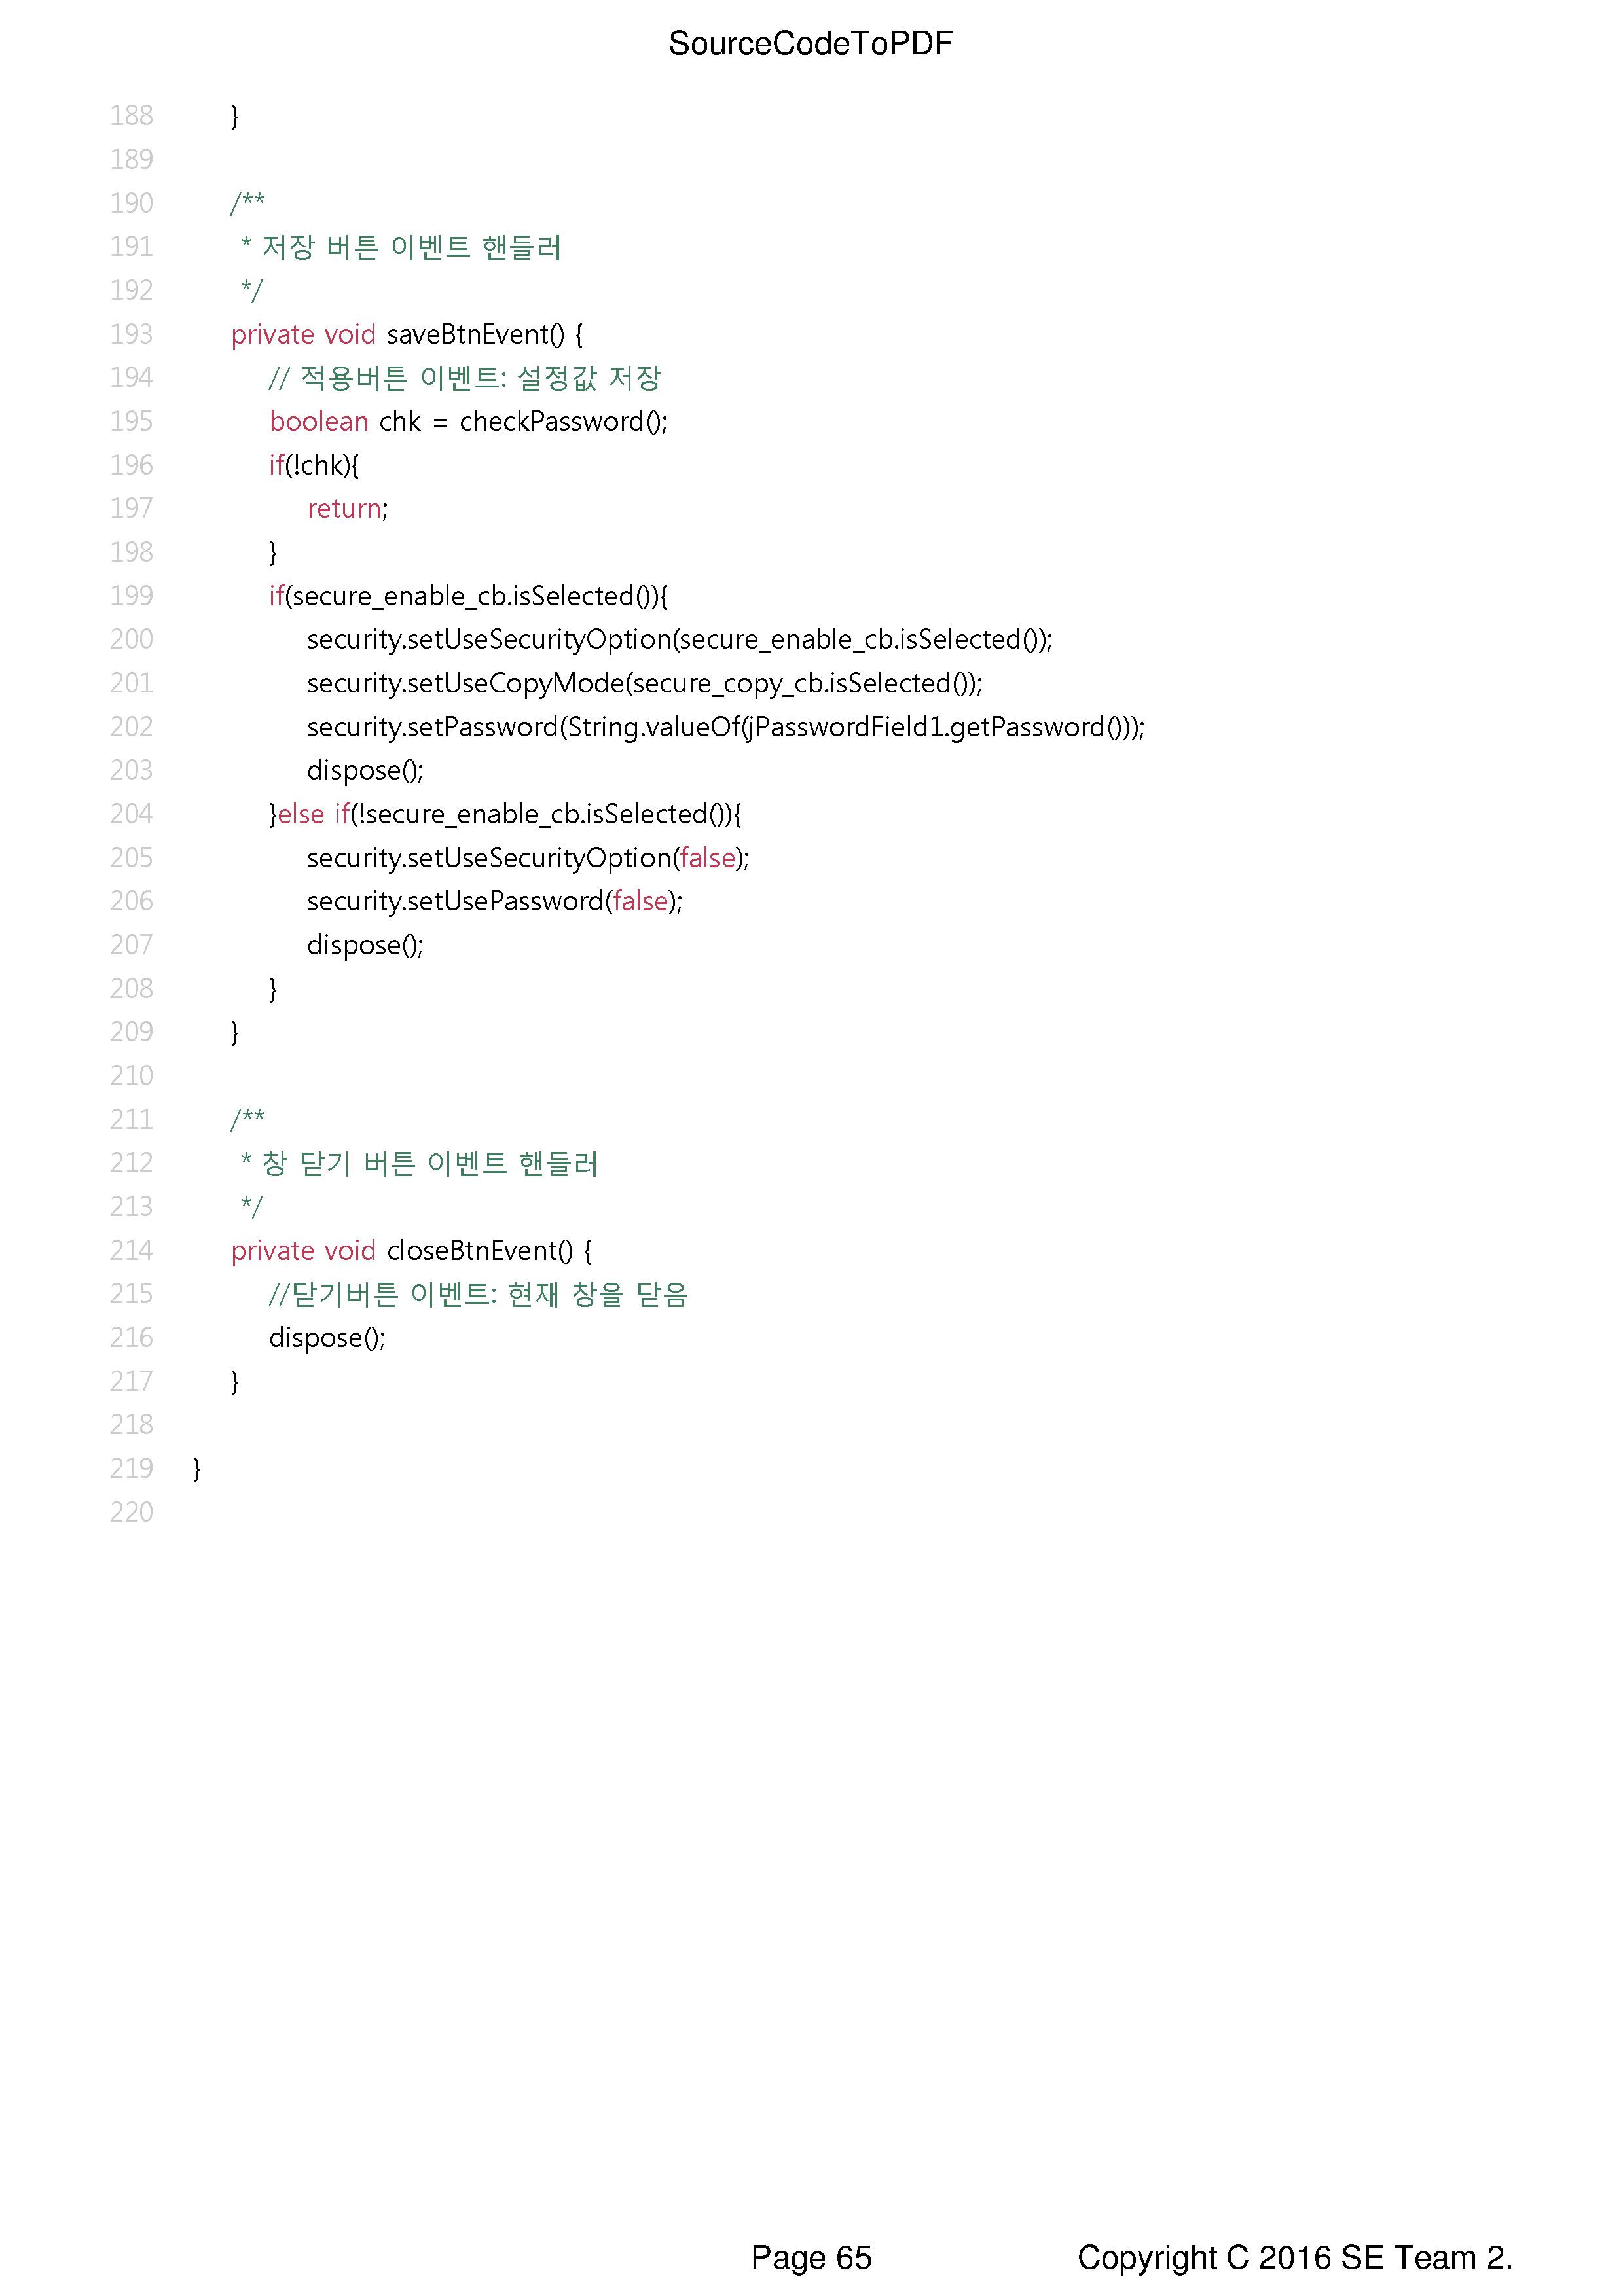 SourceCodeToPDF
188 }
189
190 /**
191 * 저장 버튼 이벤트 핸들러
192 */
193 private void saveBtnEvent() {
194 // 적용버튼 이벤트: 설정값 저장
195 boolean chk = checkPassword();
196 if(!chk){
197 return;
198 }
199 if(secure_enable_cb.isSelected()){
200 security.setUseSecurityOption(secure_enable_cb.isSelected());
201 security.setUseCopyMode(secure_copy_cb.isSelected());
202 security.setPassword(String.valueOf(jPasswordField1.getPassword()));
203 dispose();
204 }else if(!secure_enable_cb.isSelected()){
205 security.setUseSecurityOption(false);
206 security.setUsePassword(false);
207 dispose();
208 }
209 }
210
211 /**
212 * 창 닫기 버튼 이벤트 핸들러
213 */
214 private void closeBtnEvent() {
215 //닫기버튼 이벤트: 현재 창을 닫음
216 dispose();
217 }
218
219 }
220
Page 65 Copyright C 2016 SE Team 2.